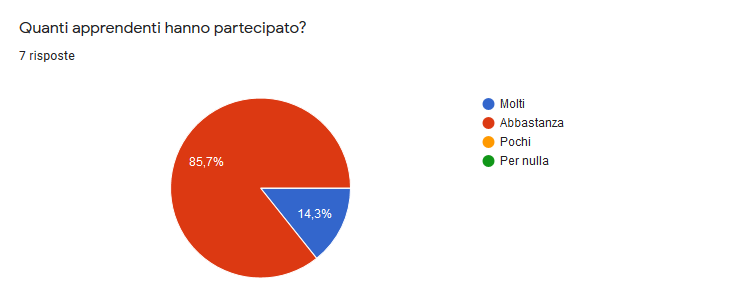 Quanti apprendenti hanno partecipato?
7 risposte
Molti
Abbastanza
Pochi
Per nulla
85,7%
14,3%